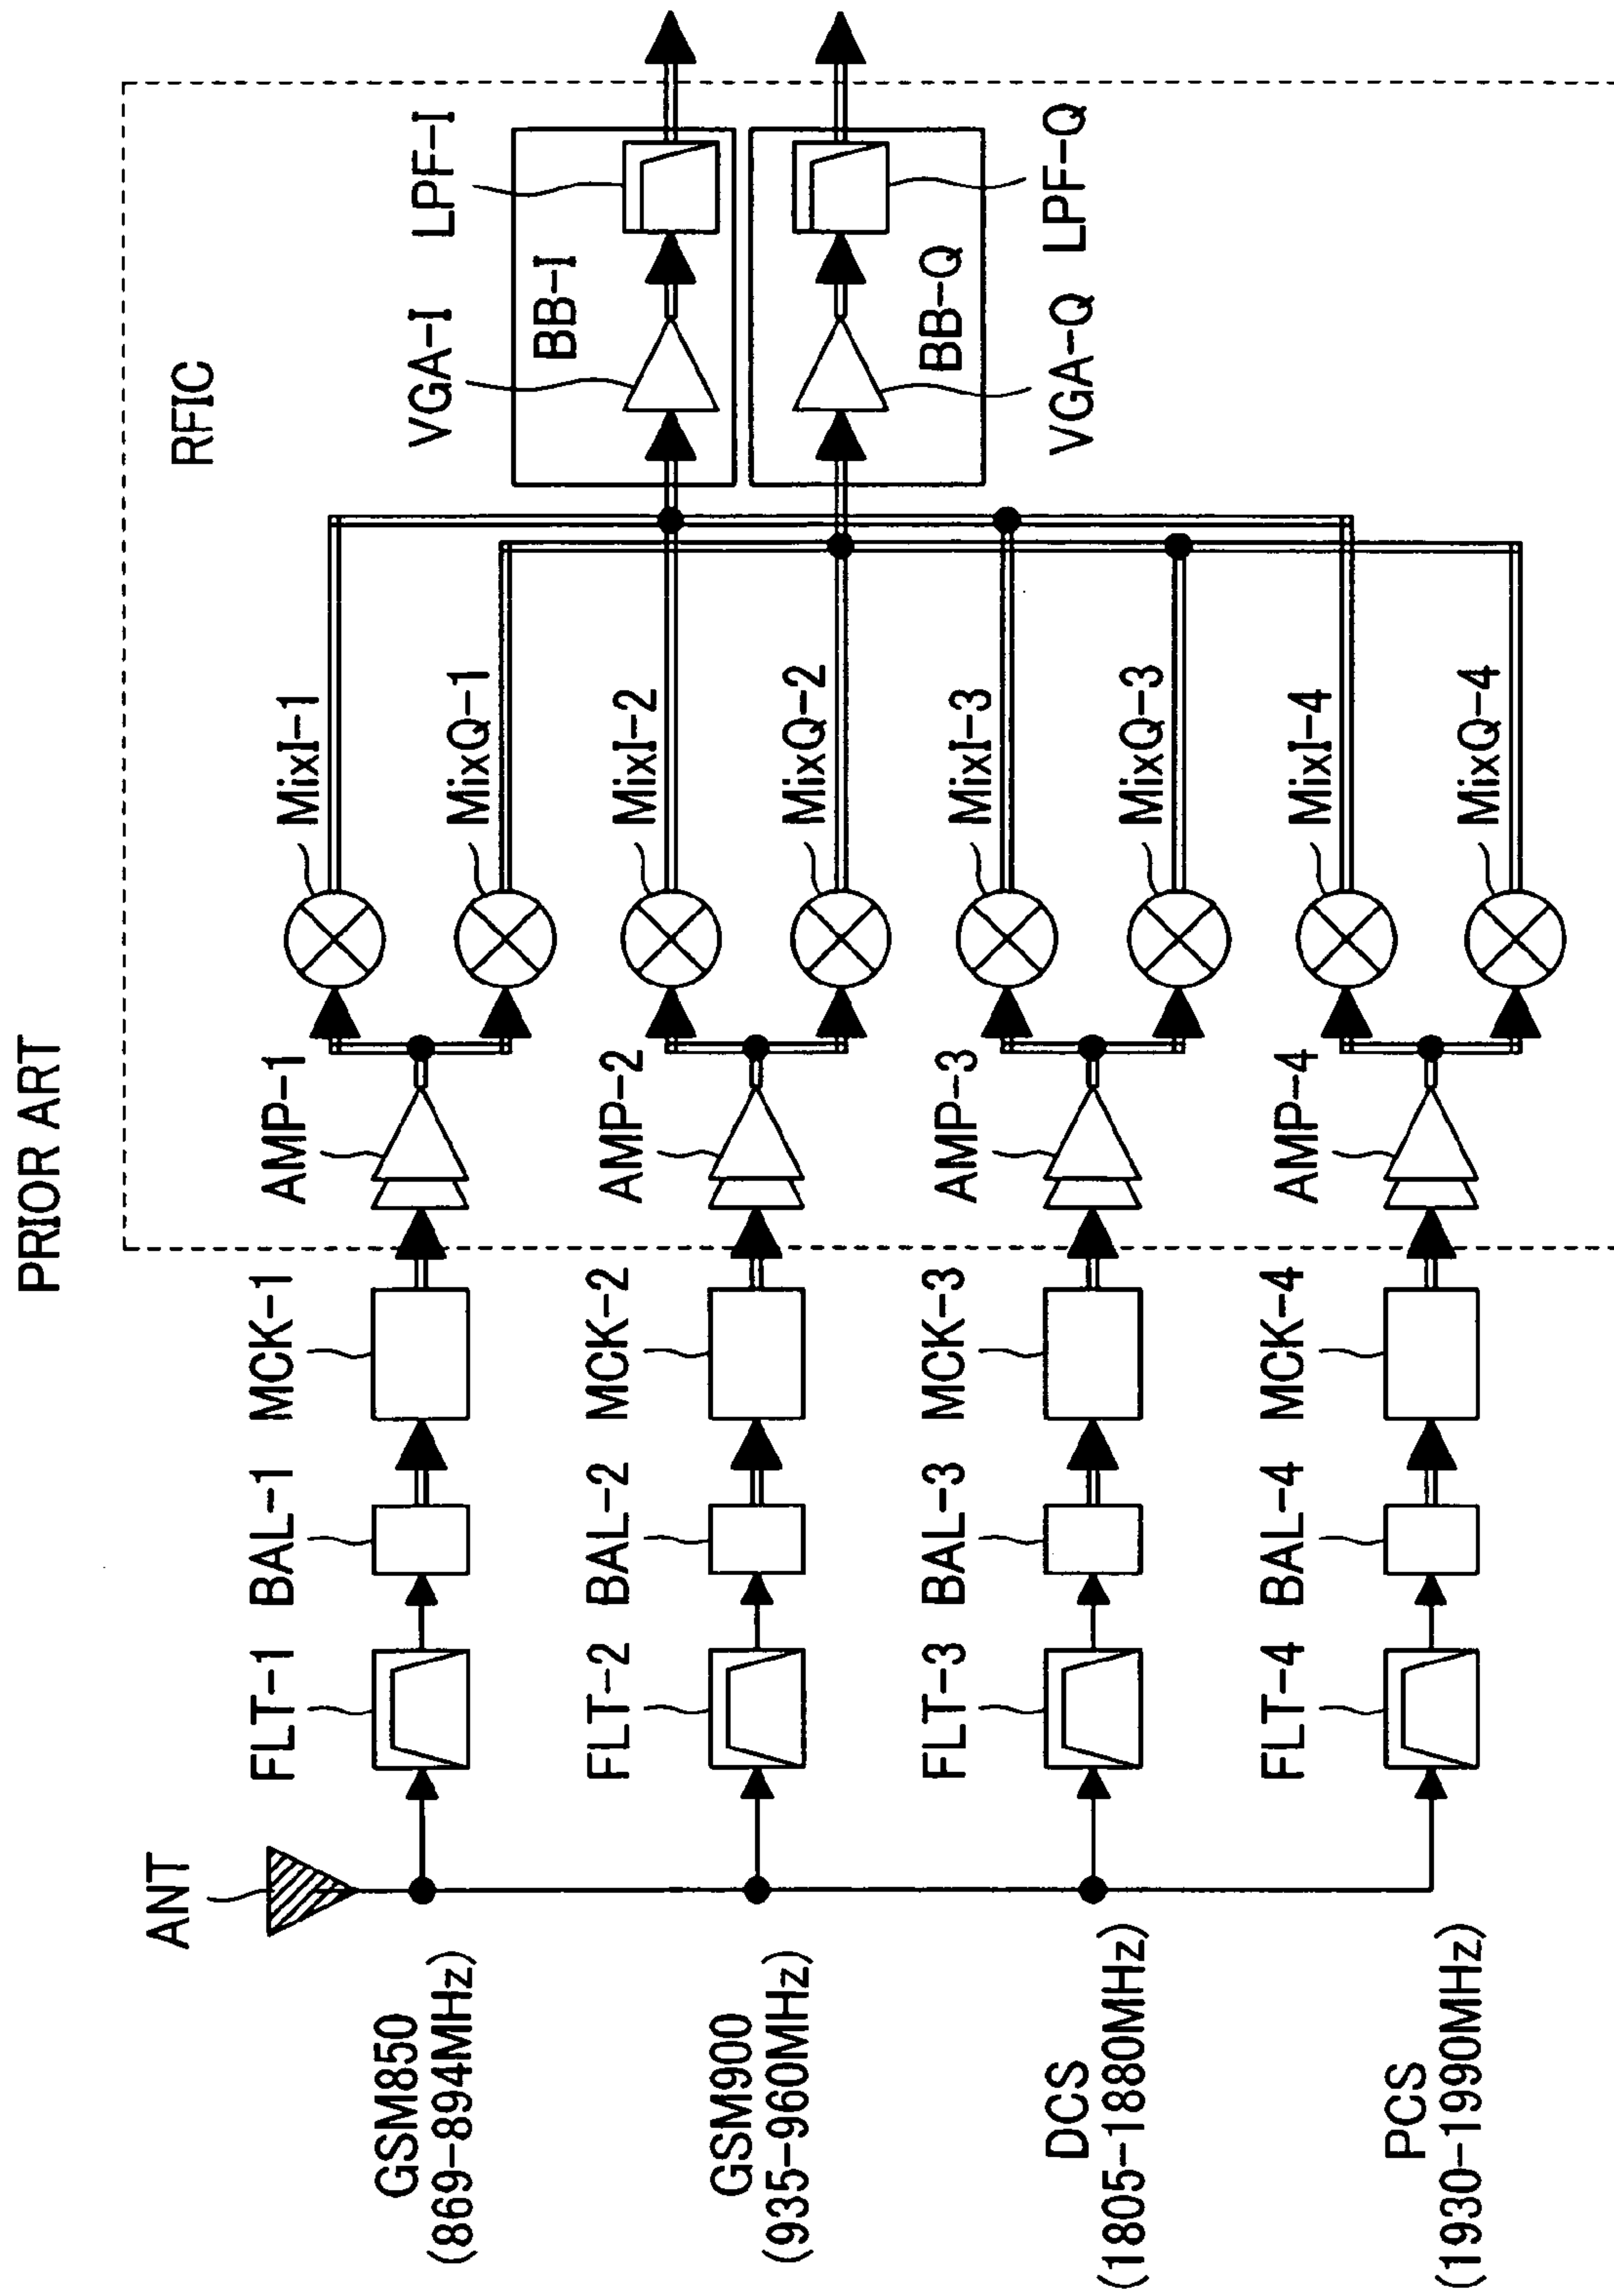 PRIOR ART
RFIC
ANT
GSM850
(869-894MHz)
FLT-1
BAL-1
MCK-1
AMP-1
MixI-1
MixQ-1
GSM900
(935-960MHz)
FLT-2
BAL-2
MCK-2
AMP-2
MixI-2
MixQ-2
VGA-I
LPF-I
BB-I
BB-Q
VGA-Q
LPF-Q
DCS
(1805-1880MHz)
FLT-3
BAL-3
MCK-3
AMP-3
MixI-3
MixQ-3
PCS
(1930-1990MHz)
FLT-4
BAL-4
MCK-4
AMP-4
MixI-4
MixQ-4